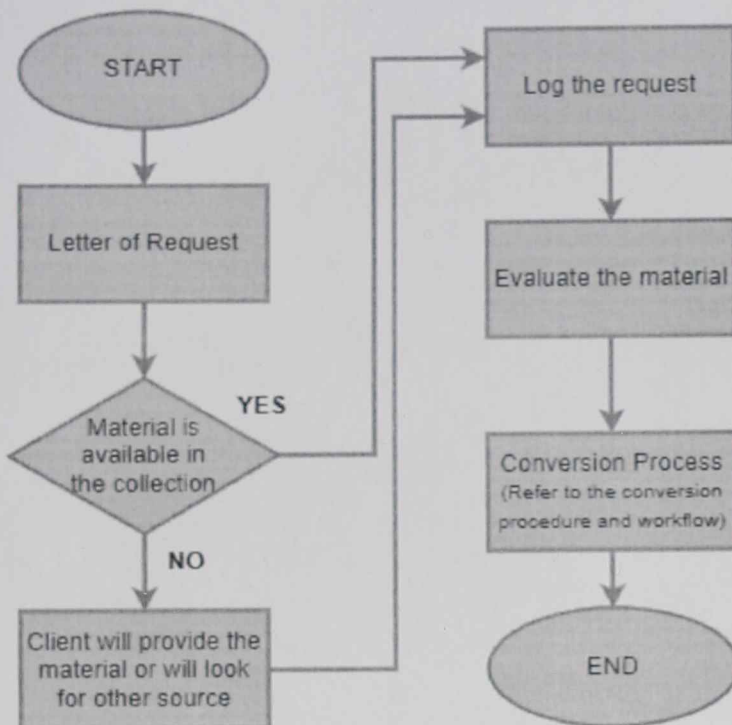 START
Letter of Request
YES
Material is
available in
the collection
NO
Client will provide the
material or will look
for other source
Log the request
Evaluate the material
Conversion Process
(Refer to the conversion
procedure and workflow)
END